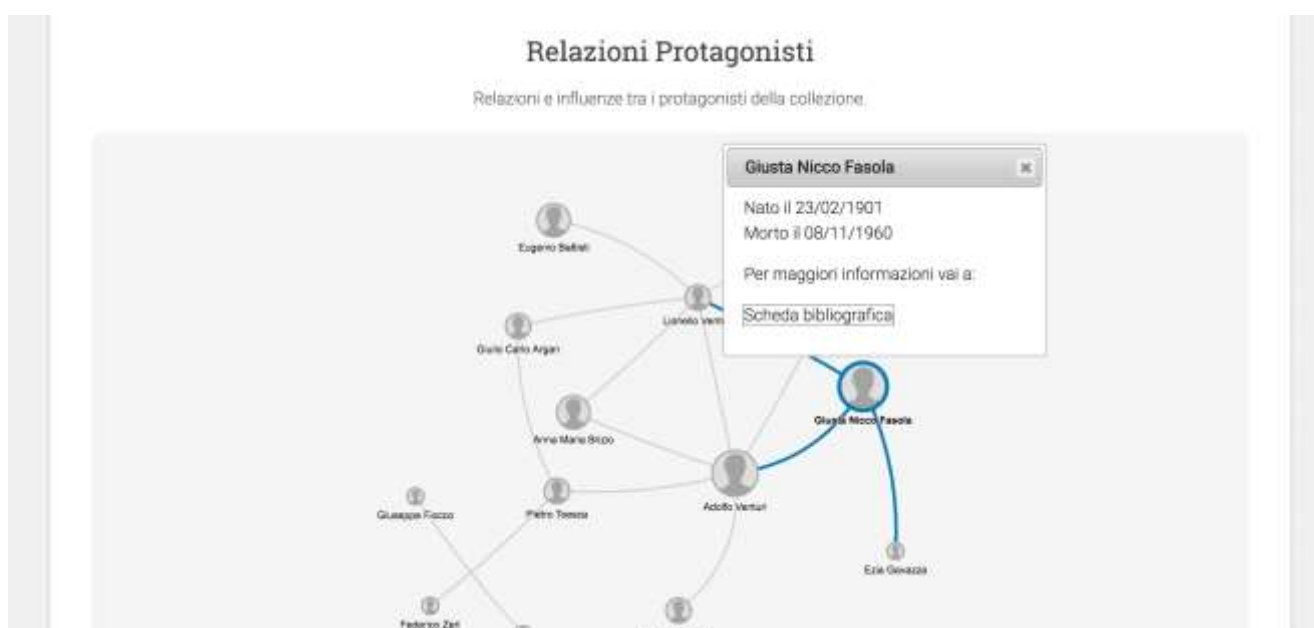 Relazioni Protagonisti
Relazioni e influenze tra i protagonisti della collezione.
Giusta Nicco Fasola
Nato il 23/02/1901
Morto il 08/11/1960
Per maggiori informazioni vai a:
Scheda bibliografica
Eugenio Battisti
Lionello Vent
Giulio Carlo Argan
Giusta Nicco Fasola
Anna Maria Brizio
Adolfo Venturi
Giuseppe Fiocco
Pietro Toesca
Ezia Gavazza
Federico Zeri